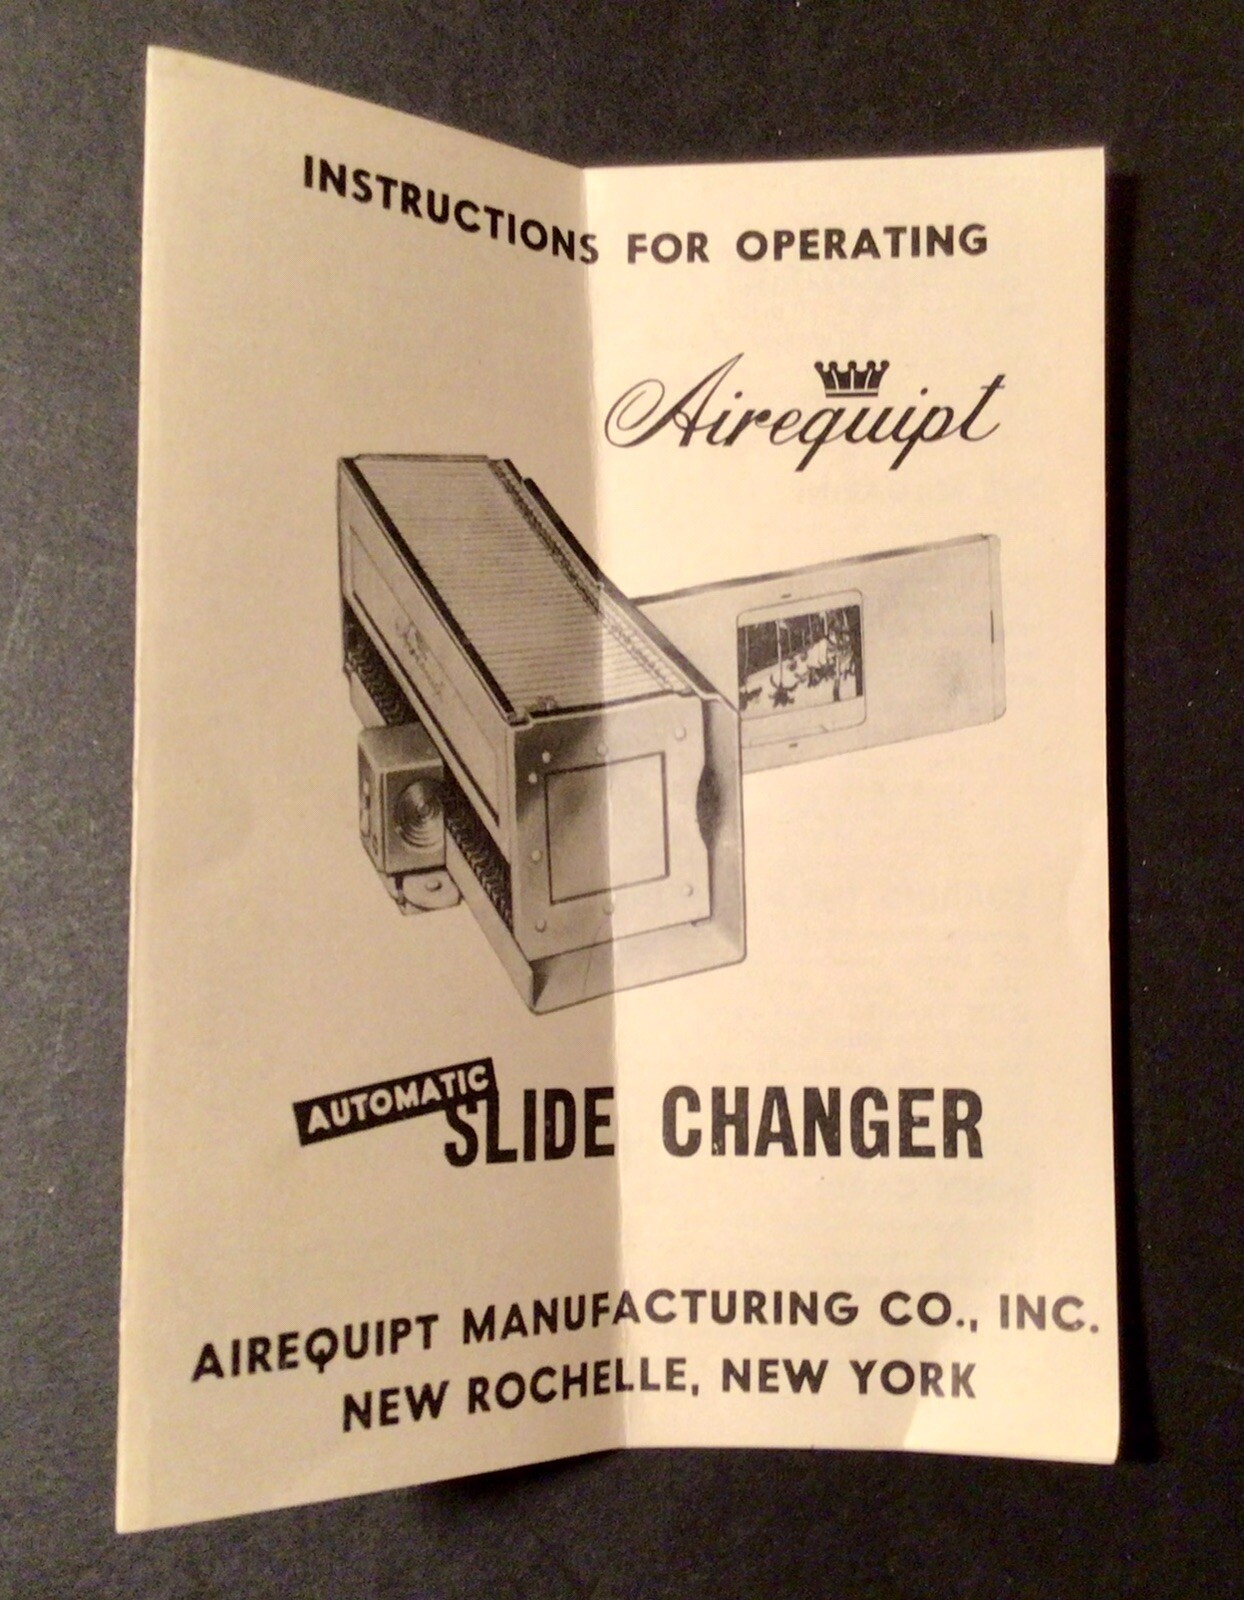 INSTRUCTIONS FOR OPERATING
Airequipt
AUTOMATIC
SLIDE CHANGER
AIREQUIPT MANUFACTURING CO., INC.
NEW ROCHELLE, NEW YORK